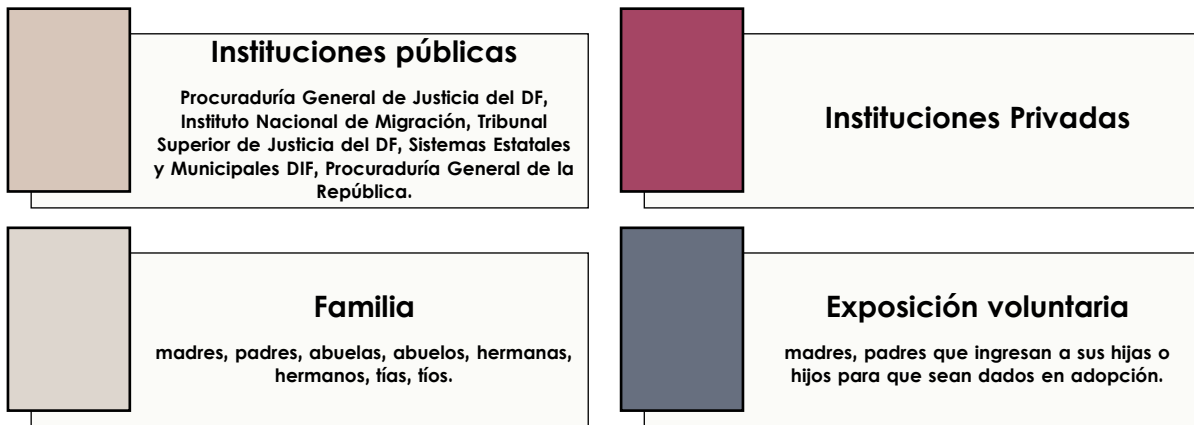 Instituciones públicas
Procuraduría General de Justicia del DF,
Instituto Nacional de Migración, Tribunal
Superior de Justicia del DF, Sistemas Estatales
y Municipales DIF, Procuraduría General de la
República.
Instituciones Privadas
Familia
madres, padres, abuelas, abuelos, hermanas,
hermanos, tías, tíos.
Exposición voluntaria
madres, padres que ingresan a sus hijas o
hijos para que sean dados en adopción.